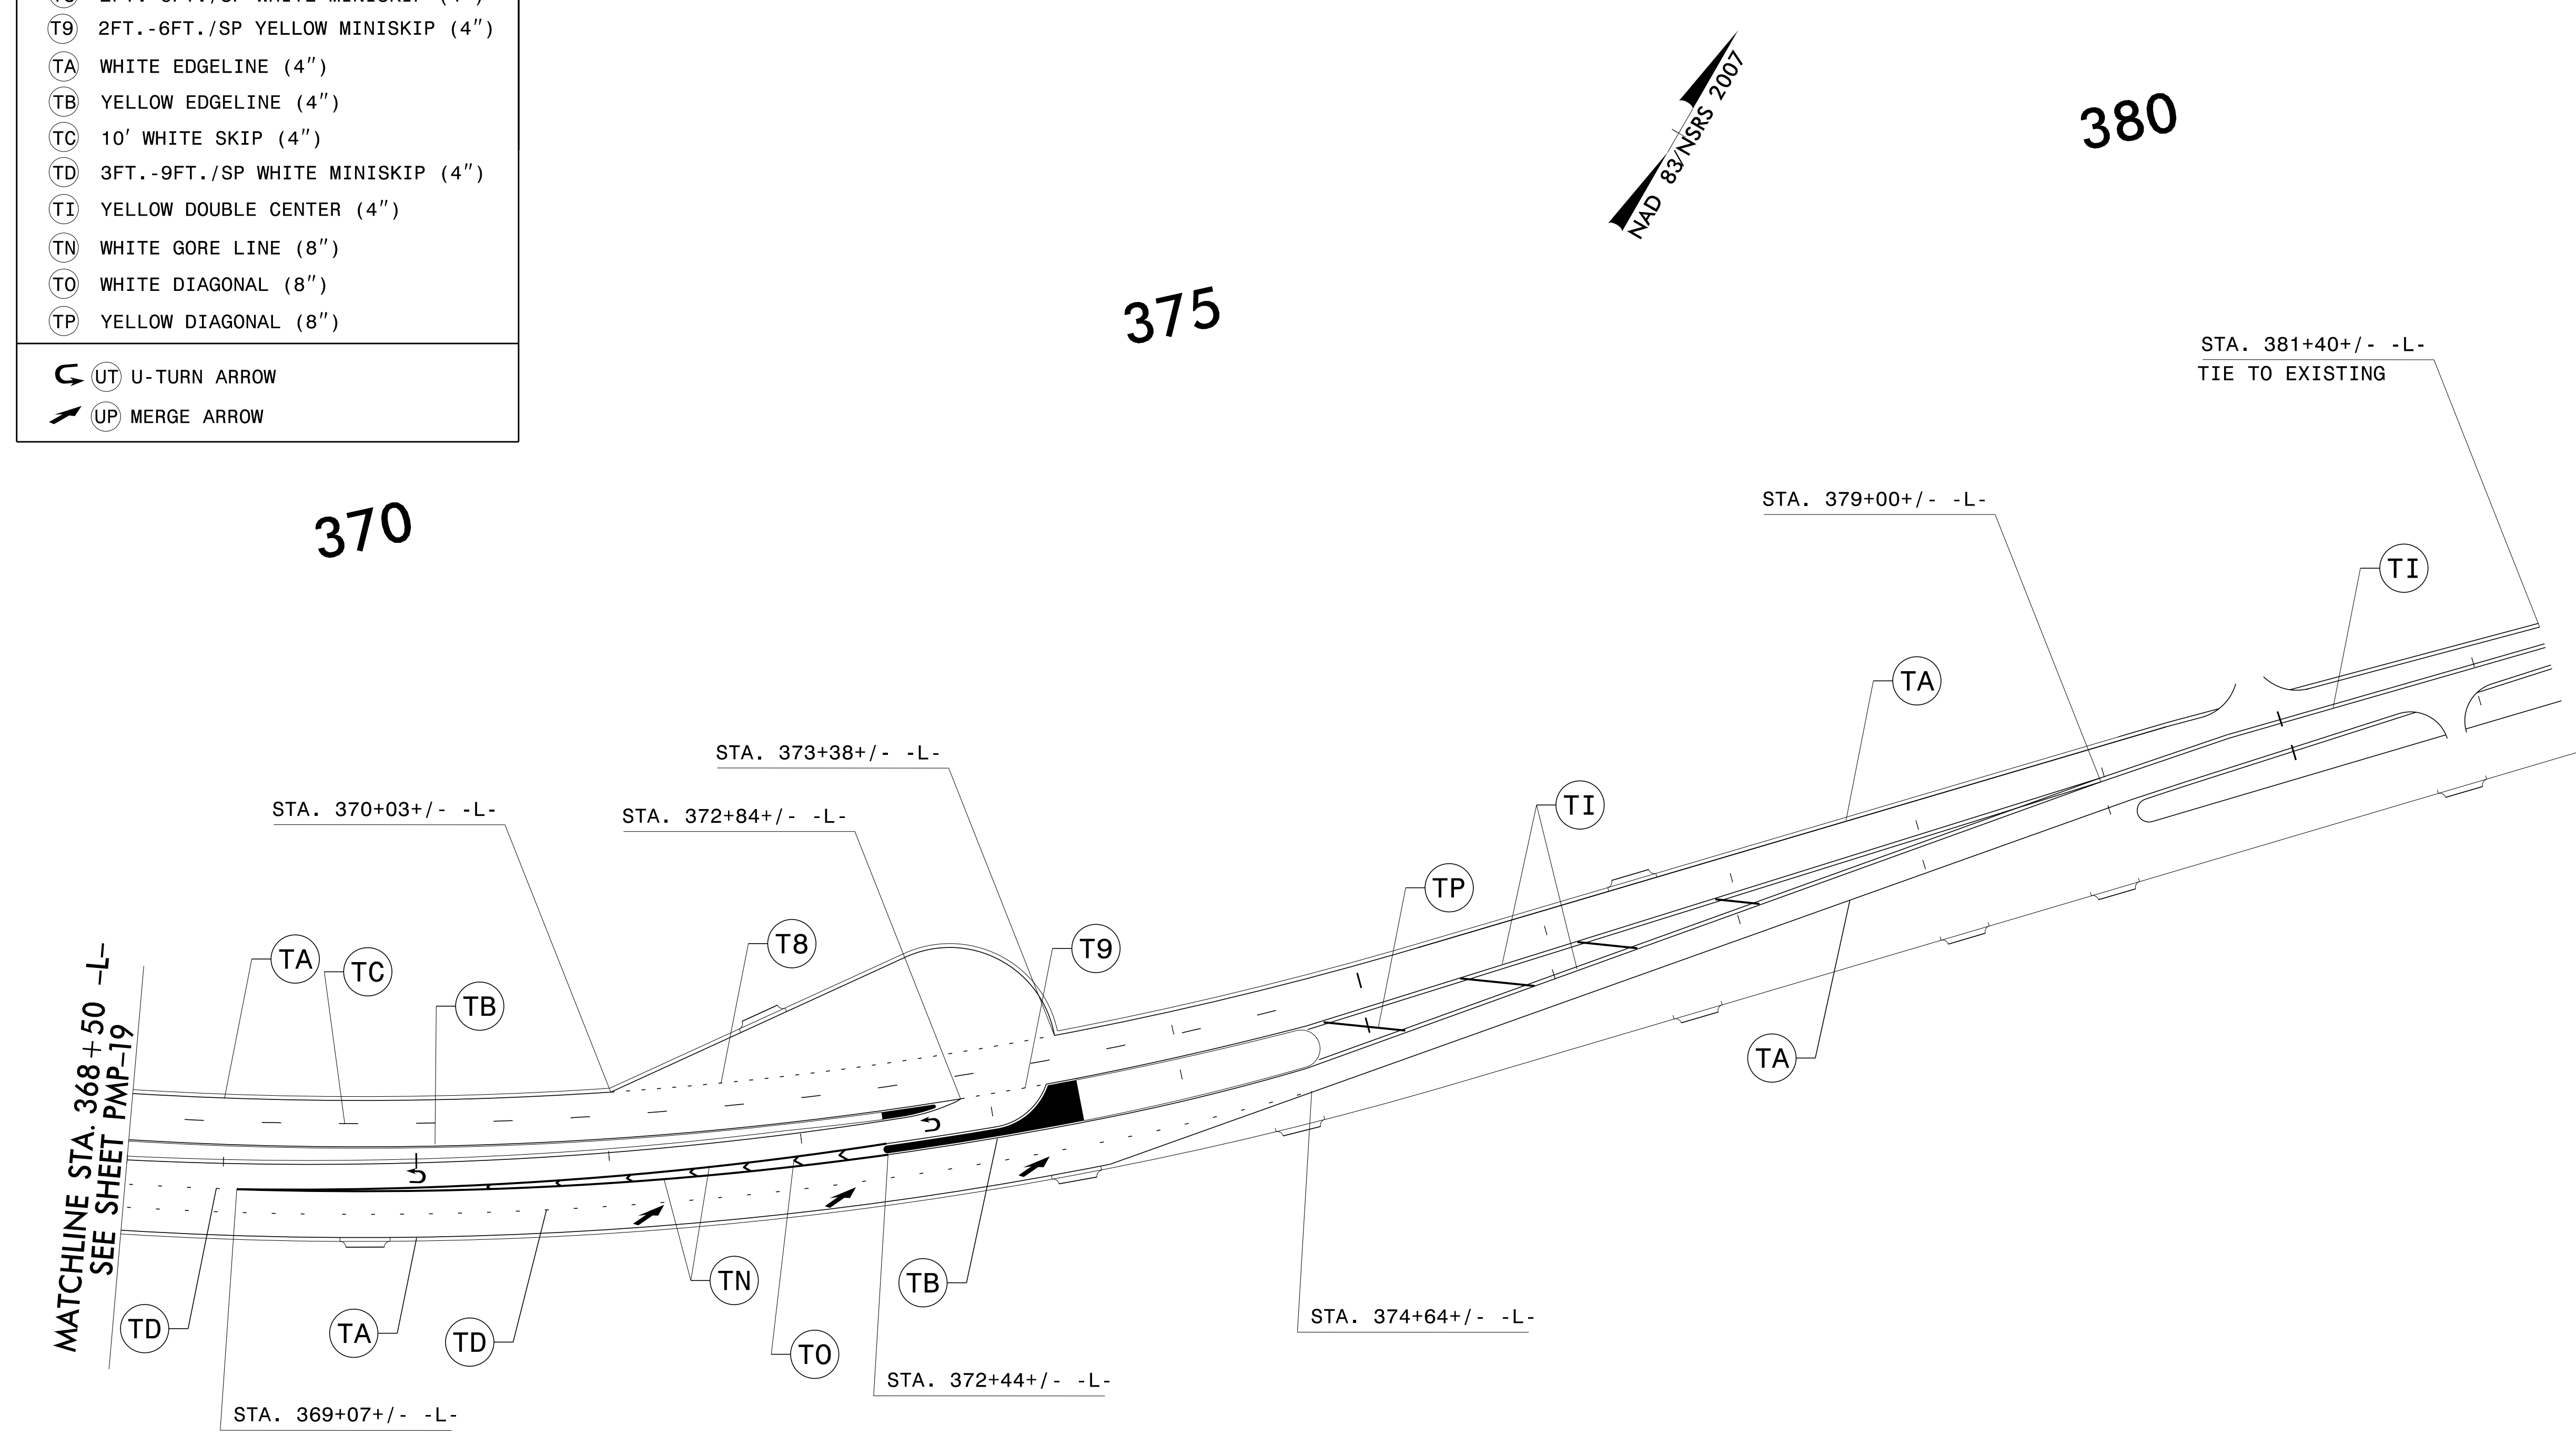 T9 2FT.-6FT./SP YELLOW MINISKIP (4")
TA WHITE EDGELINE (4")
TB YELLOW EDGELINE (4")
TC 10' WHITE SKIP (4")
TD 3FT.-9FT./SP WHITE MINISKIP (4")
TI YELLOW DOUBLE CENTER (4")
TN WHITE GORE LINE (8")
TO WHITE DIAGONAL (8")
TP YELLOW DIAGONAL (8")
UT U-TURN ARROW
UP MERGE ARROW
NAD 83/NSRS 2007
380
375
370
STA. 381+40+/- -L-
TIE TO EXISTING
STA. 379+00+/- -L-
TI
TA
STA. 373+38+/- -L-
STA. 370+03+/- -L-
STA. 372+84+/- -L-
TI
TP
T8
T9
TA
TC
TB
MATCHLINE STA. 368+50 -L-
SEE SHEET PMP-19
TA
TN
TB
TD
TA
TD
TO
STA. 374+64+/- -L-
STA. 372+44+/- -L-
STA. 369+07+/- -L-